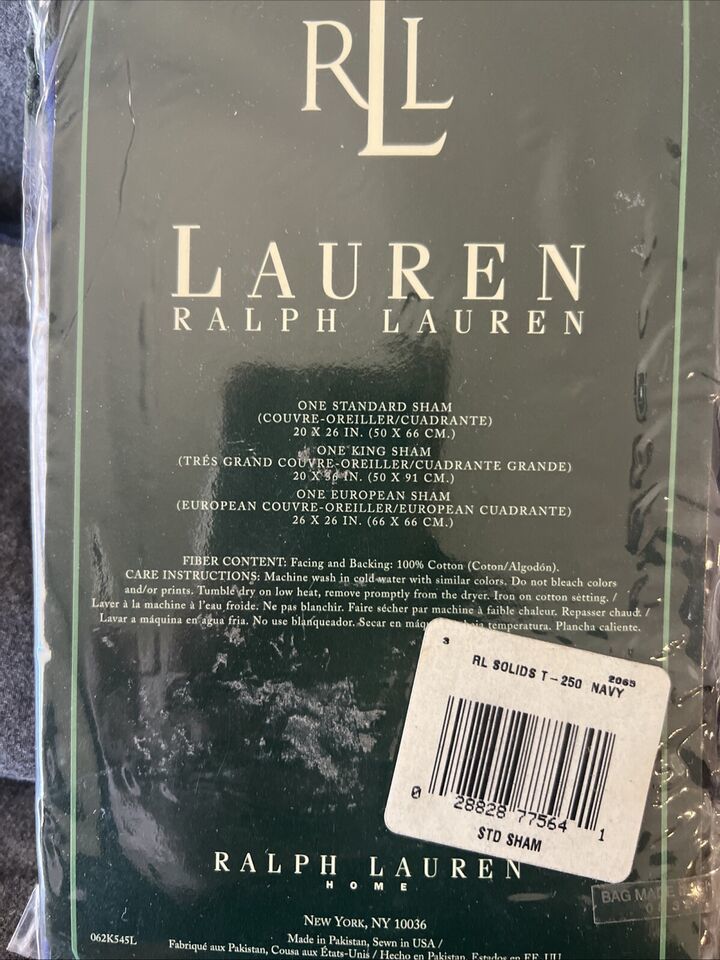 RLL
LAUREN
RALPH LAUREN
ONE STANDARD SHAM
(COUVRE-OREILLER/CUADRANTE)
20 X 26 IN. (50 X 66 CM.)
ONE KING SHAM
(TRÉS GRAND COUVRE-OREILLER/CUADRANTE GRANDE)
20 X 36 IN. (50 X 91 CM.)
ONE EUROPEAN SHAM
(EUROPEAN COUVRE-OREILLER/EUROPEAN CUADRANTE)
26 X 26 IN. (66 X 66 CM.)
FIBER CONTENT: Facing and Backing: 100% Cotton (Coton/Algodón).
CARE INSTRUCTIONS: Machine wash in cold water with similar colors. Do not bleach colors
and/or prints. Tumble dry on low heat, remove promptly from the dryer. Iron on cotton setting. /
Laver à la machine à l'eau froide. Ne pas blanchir. Faire sécher par machine à faible chaleur. Repasser chaud. /
Lavar a máquina en agua fria. No use blanqueador. Secar en temperatura. Plancha caliente.
3 2065
RL SOLIDS T-250 NAVY
0 28828 77564 1
STD SHAM
RALPH LAUREN
HOME
BAG MADE
NEW YORK, NY 10036
062K545L
Made in Pakistan, Sewn in USA /
Fabriqué aux Pakistan, Cousa aux États-Unis / Hecho en Pakistan, Estados en EE. UU.